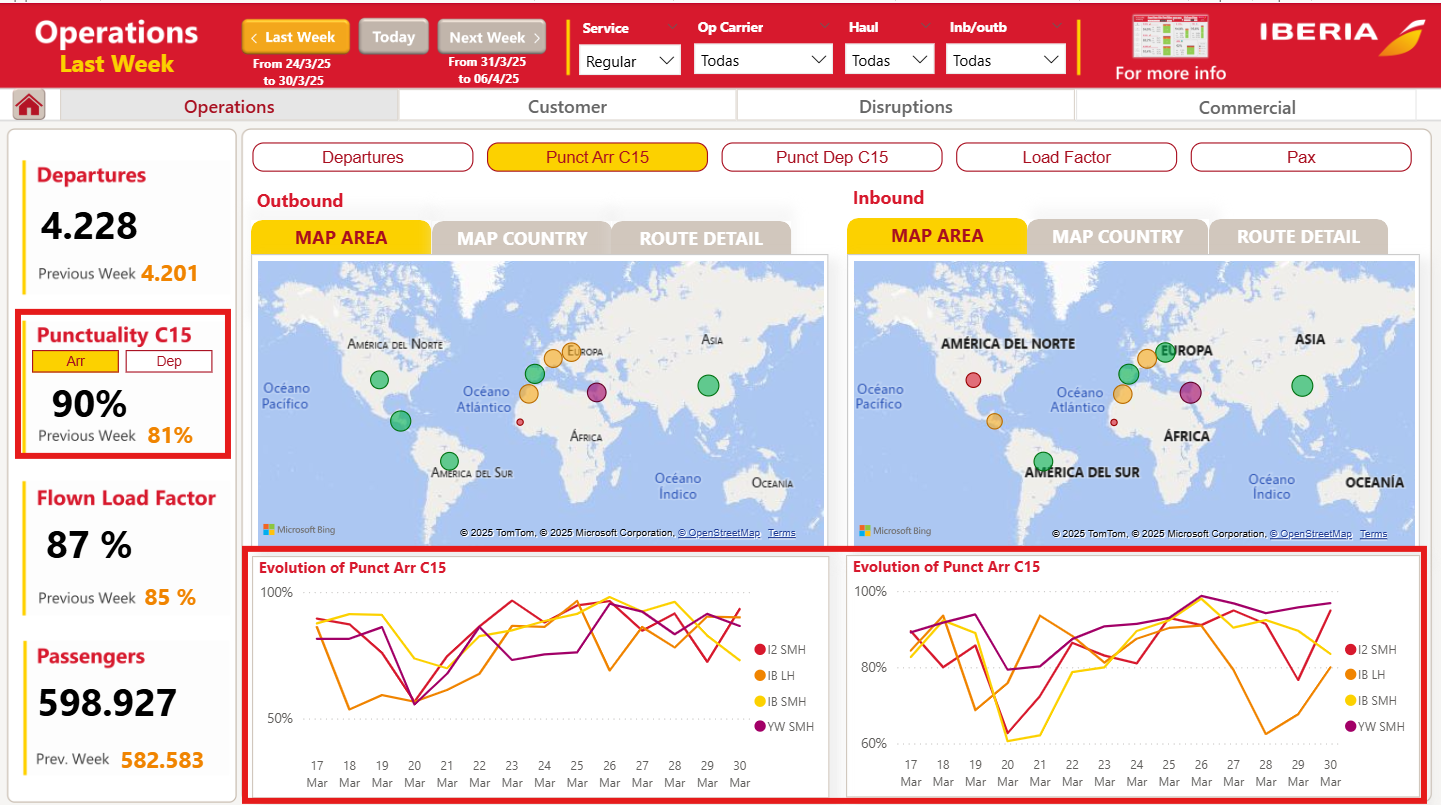 Operations
Last Week
< Last Week
From 24/3/25
to 30/3/25
Today
Next Week >
From 31/3/25
to 06/4/25
Service
Regular
Op Carrier
Todas
Haul
Todas
Inb/outb
Todas
For more info
IBERIA
Operations
Customer
Disruptions
Commercial
Departures
4.228
Previous Week 4.201
Punctuality C15
Arr
Dep
90%
Previous Week 81%
Flown Load Factor
87 %
Previous Week 85 %
Passengers
598.927
Prev. Week 582.583
Departures
Punct Arr C15
Punct Dep C15
Load Factor
Pax
Outbound
MAP AREA
MAP COUNTRY
ROUTE DETAIL
AMÉRICA DEL NORTE
EUROPA
ASIA
Océano
Pacífico
Océano
Atlántico
ÁFRICA
AMÉRICA DEL SUR
Océano
Índico
OCEANÍA
Microsoft Bing
© 2025 TomTom, © 2025 Microsoft Corporation, © OpenStreetMap Terms
Inbound
MAP AREA
MAP COUNTRY
ROUTE DETAIL
AMÉRICA DEL NORTE
EUROPA
ASIA
Océano
Pacífico
Océano
Atlántico
ÁFRICA
AMÉRICA DEL SUR
Océano
Índico
OCEANÍA
Microsoft Bing
© 2025 TomTom, © 2025 Microsoft Corporation, © OpenStreetMap Terms
Evolution of Punct Arr C15
100%
50%
I2 SMH
IB LH
IB SMH
YW SMH
17 18 19 20 21 22 23 24 25 26 27 28 29 30
Mar Mar Mar Mar Mar Mar Mar Mar Mar Mar Mar Mar Mar Mar
Evolution of Punct Arr C15
100%
80%
60%
I2 SMH
IB LH
IB SMH
YW SMH
17 18 19 20 21 22 23 24 25 26 27 28 29 30
Mar Mar Mar Mar Mar Mar Mar Mar Mar Mar Mar Mar Mar Mar